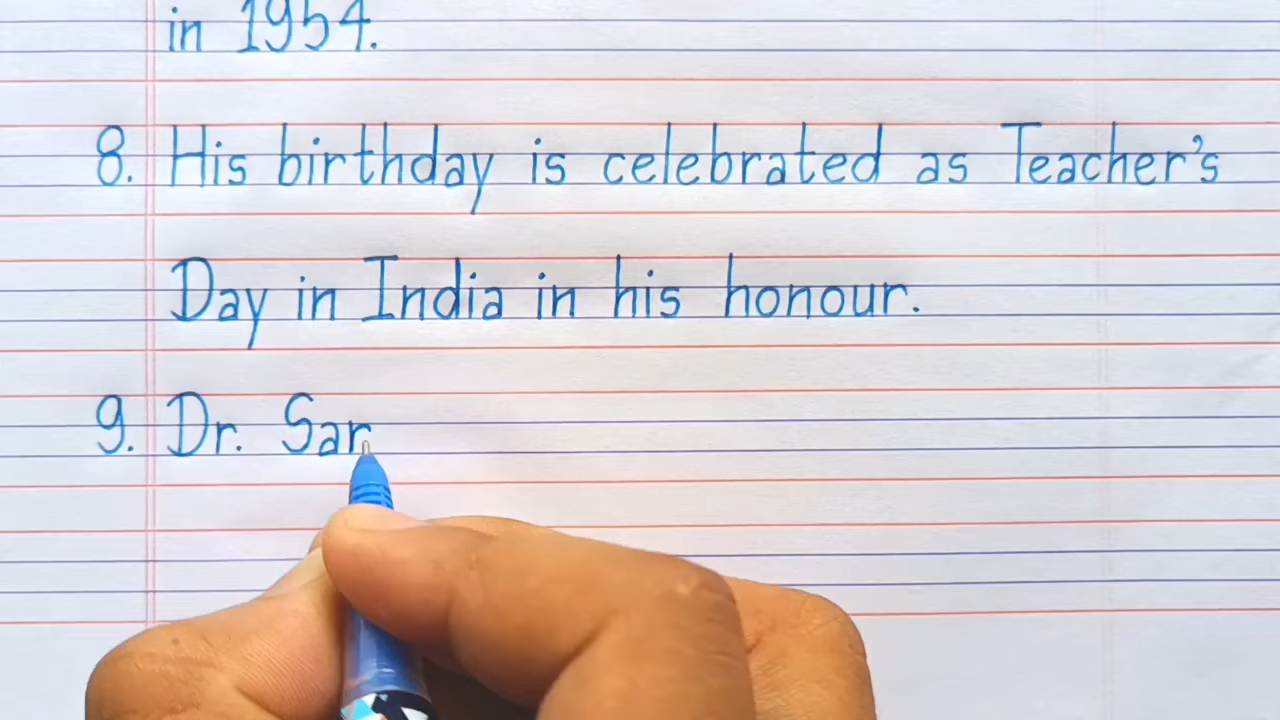 in 1954.
8. His birthday is celebrated as Teacher's
Day in India in his honour.
9. Dr. Sar